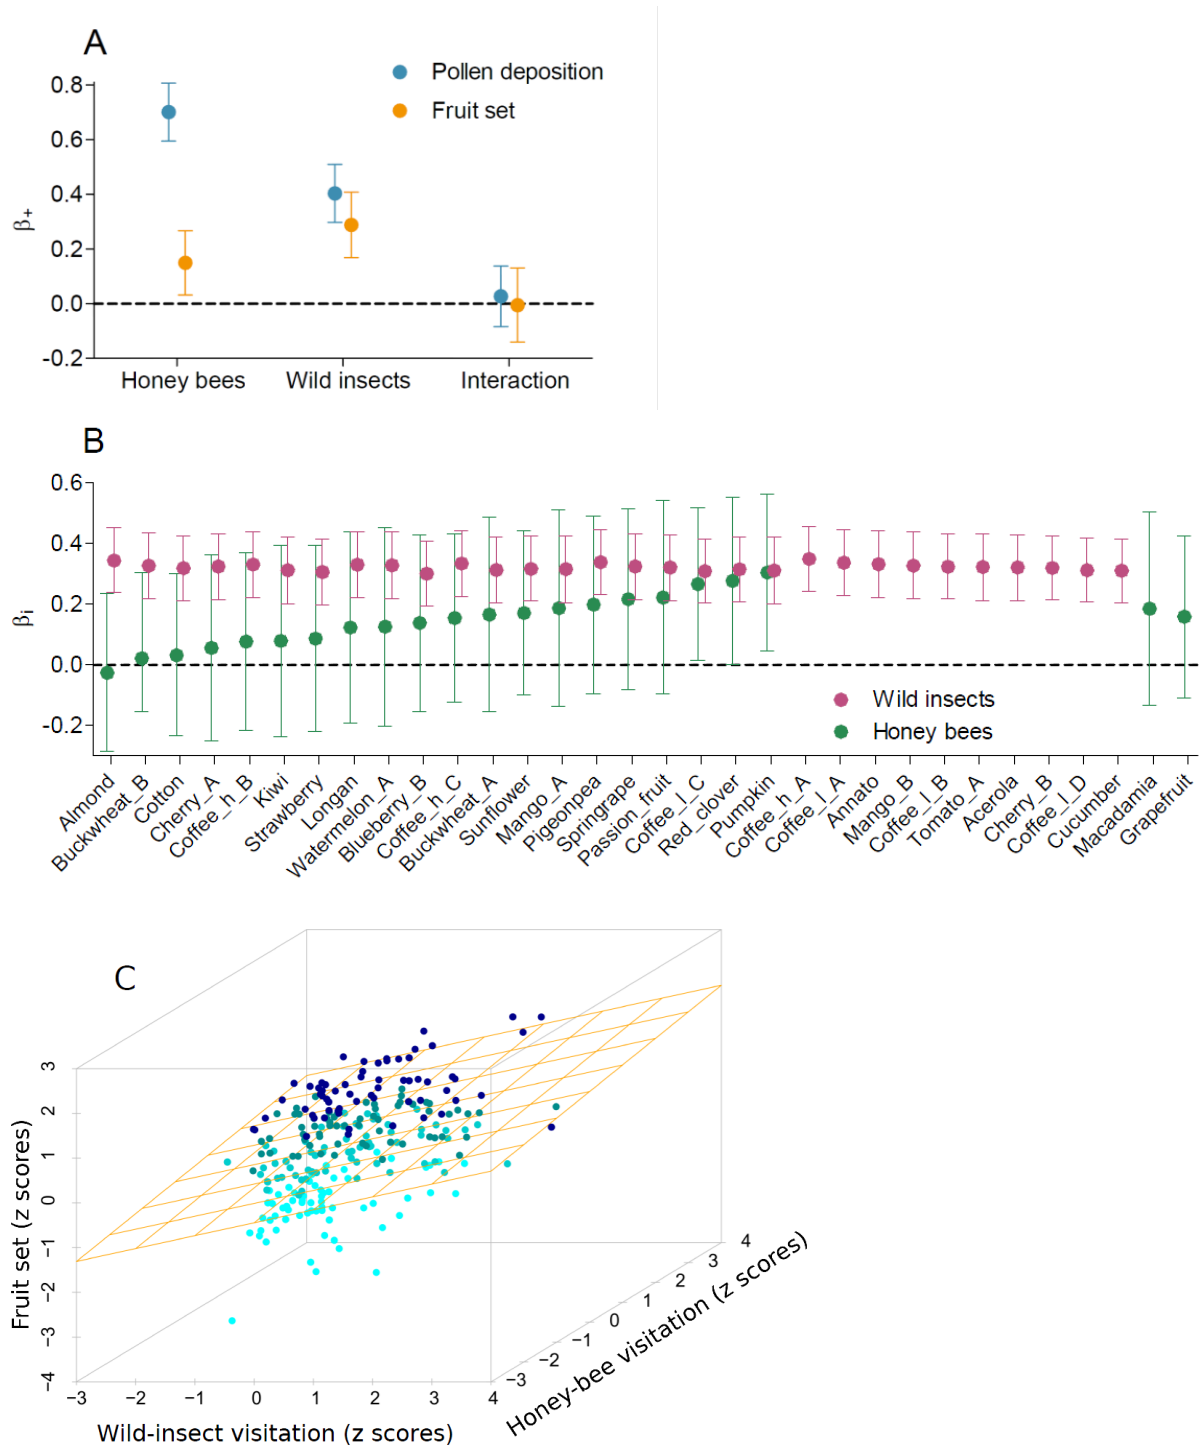 A
Pollen deposition
Fruit set
0.8
0.6
0.4
0.2
0.0
-0.2
β+
Honey bees
Wild insects
Interaction
B
0.6
0.4
0.2
0.0
-0.2
βi
Wild insects
Honey bees
Almond
Buckwheat_B
Cotton
Cherry_A
Coffee_h_B
Kiwi
Strawberry
Longan
Watermelon_A
Blueberry_B
Coffee_h_C
Buckwheat_A
Sunflower
Mango_A
Pigeonpea
Springrape
Passion_fruit
Coffee_l_C
Red_clover
Pumpkin
Coffee_h_A
Coffee_l_A
Annato
Mango_B
Coffee_l_B
Tomato_A
Acerola
Cherry_B
Coffee_l_D
Cucumber
Macadamia
Grapefruit
C
3
2
1
0
−1
−2
−3
−4
Fruit set (z scores)
−3
−2
−1
0
1
2
3
4
Wild-insect visitation (z scores)
−3
−2
−1
0
1
2
3
4
Honey-bee visitation (z scores)